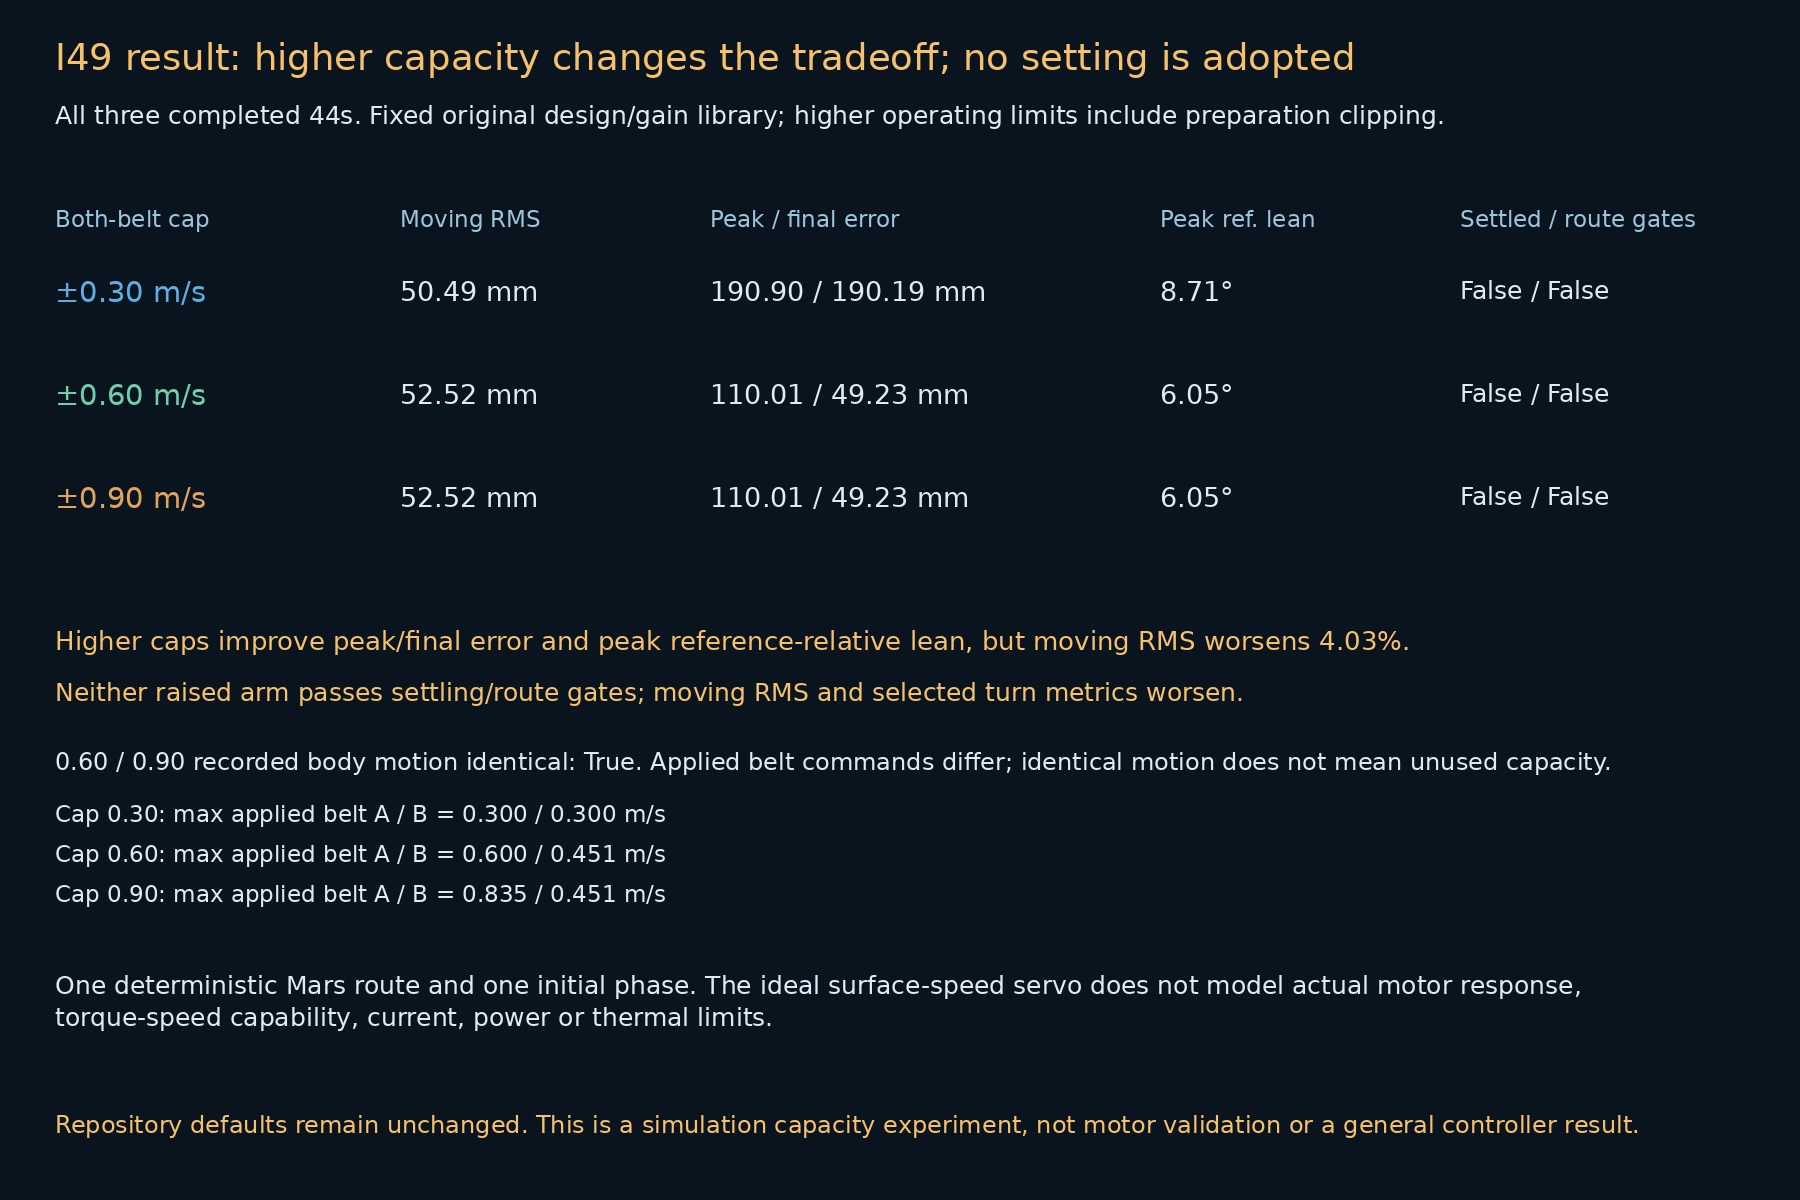 I49 result: higher capacity changes the tradeoff; no setting is adopted
All three completed 44s. Fixed original design/gain library; higher operating limits include preparation clipping.
Both-belt cap Moving RMS Peak / final error Peak ref. lean Settled / route gates
±0.30 m/s 50.49 mm 190.90 / 190.19 mm 8.71° False / False
±0.60 m/s 52.52 mm 110.01 / 49.23 mm 6.05° False / False
±0.90 m/s 52.52 mm 110.01 / 49.23 mm 6.05° False / False
Higher caps improve peak/final error and peak reference-relative lean, but moving RMS worsens 4.03%.
Neither raised arm passes settling/route gates; moving RMS and selected turn metrics worsen.
0.60 / 0.90 recorded body motion identical: True. Applied belt commands differ; identical motion does not mean unused capacity.
Cap 0.30: max applied belt A / B = 0.300 / 0.300 m/s
Cap 0.60: max applied belt A / B = 0.600 / 0.451 m/s
Cap 0.90: max applied belt A / B = 0.835 / 0.451 m/s
One deterministic Mars route and one initial phase. The ideal surface-speed servo does not model actual motor response,
torque-speed capability, current, power or thermal limits.
Repository defaults remain unchanged. This is a simulation capacity experiment, not motor validation or a general controller result.